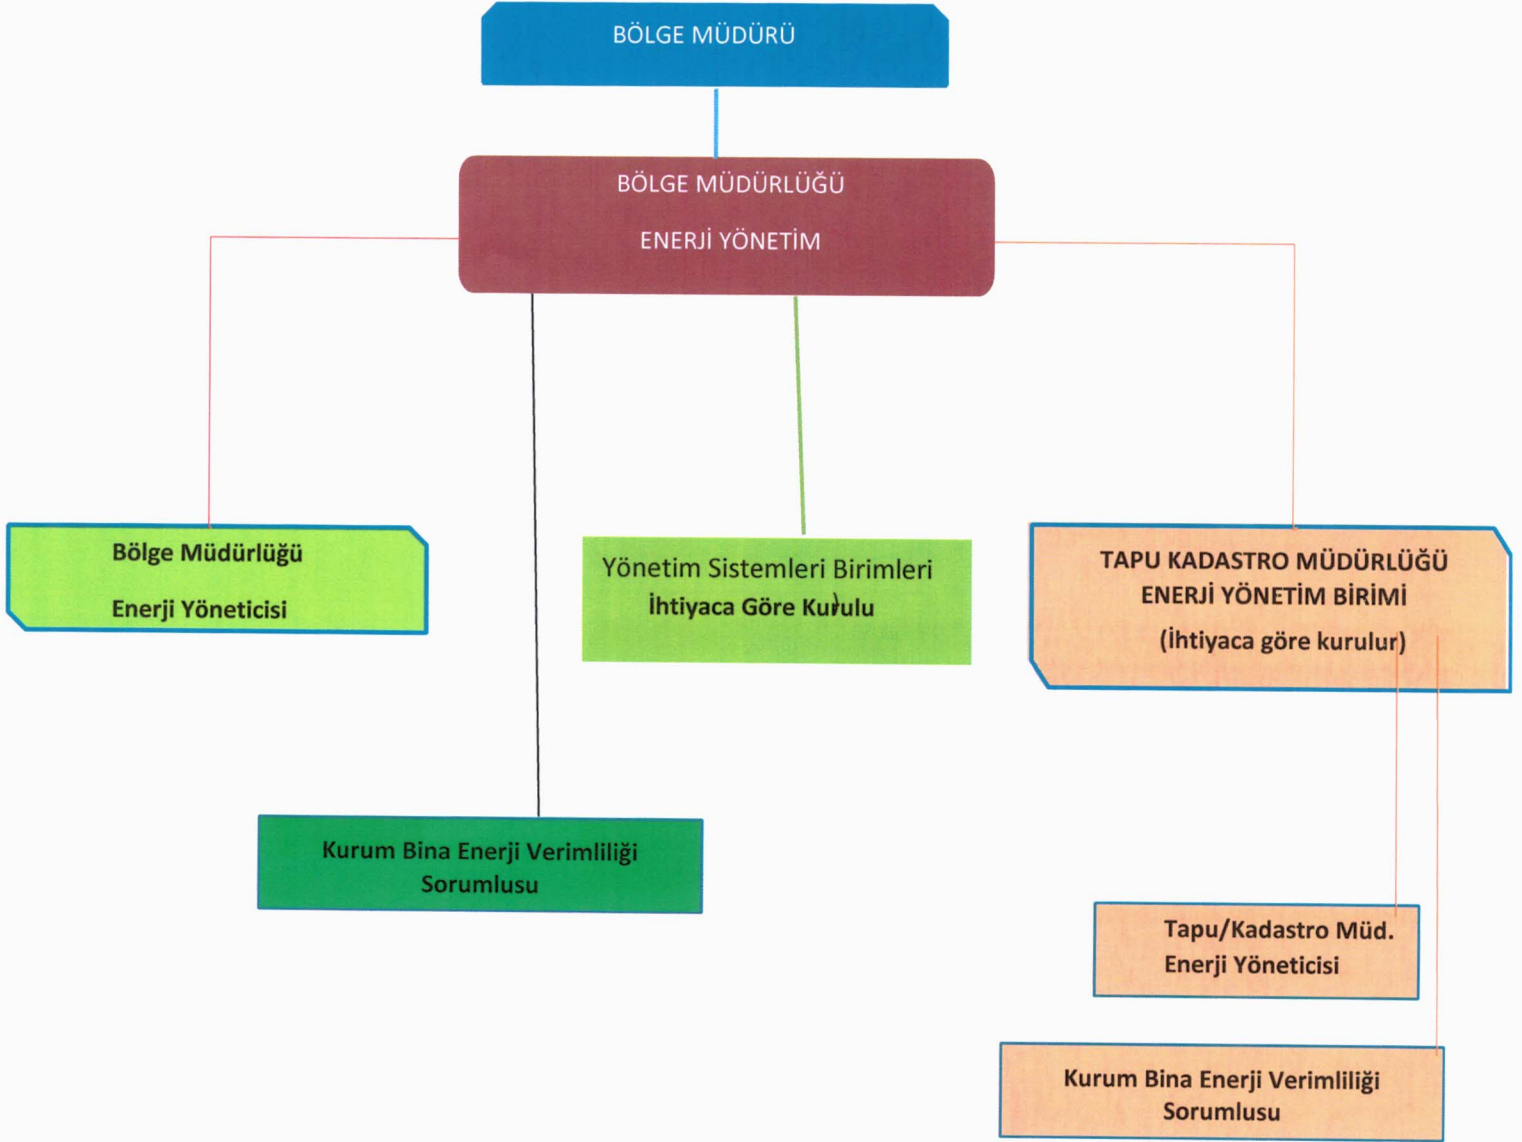 BÖLGE MÜDÜRÜ
BÖLGE MÜDÜRLÜĞÜ
ENERJİ YÖNETİM
Bölge Müdürlüğü
Enerji Yöneticisi
Yönetim Sistemleri Birimleri
İhtiyaca Göre Kurulu
TAPU KADASTRO MÜDÜRLÜĞÜ
ENERJİ YÖNETİM BİRİMİ
(İhtiyaca göre kurulur)
Kurum Bina Enerji Verimliliği
Sorumlusu
Tapu/Kadastro Müd.
Enerji Yöneticisi
Kurum Bina Enerji Verimliliği
Sorumlusu